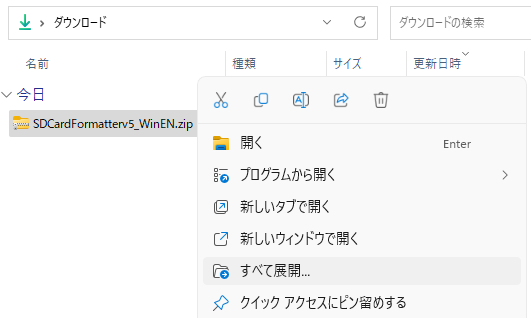 ダウンロード
ダウンロードの検索
名前 種類 サイズ 更新日時
今日
SDCardFormatterv5_WinEN.zip
開く Enter
プログラムから開く
新しいタブで開く
新しいウィンドウで開く
すべて展開...
クイック アクセスにピン留めする